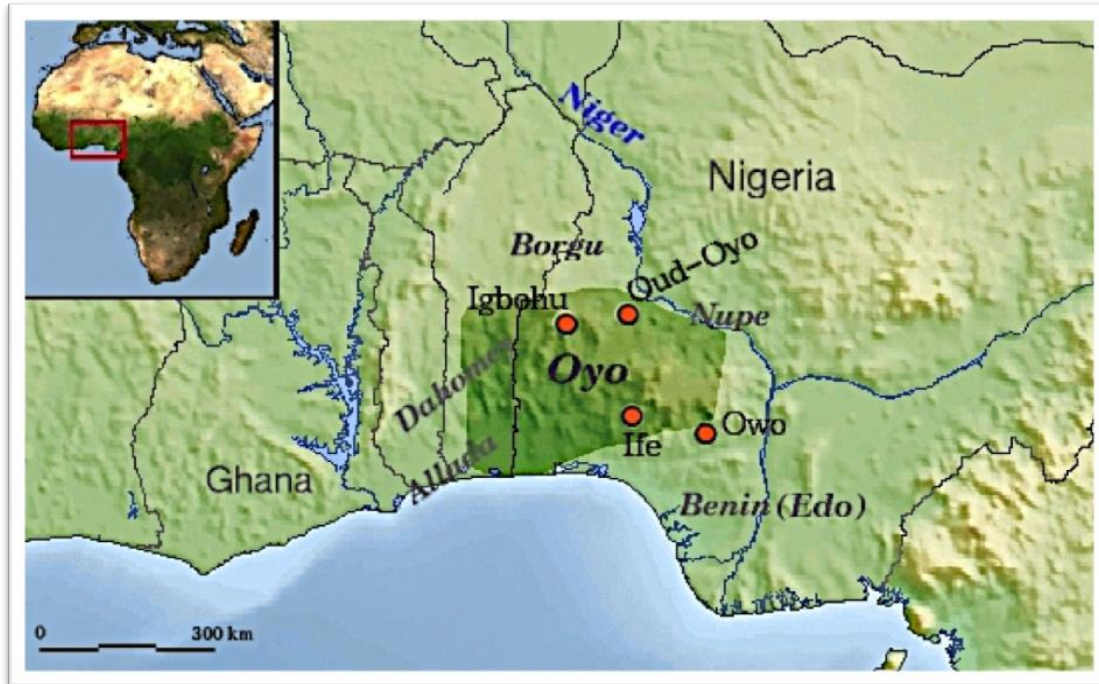 Niger
Nigeria
Borgu
Oud-Oyo
Igbohu
Nupe
Oyo
Dahomey
Owo
Ife
Allada
Ghana
Benin (Edo)
0 300 km